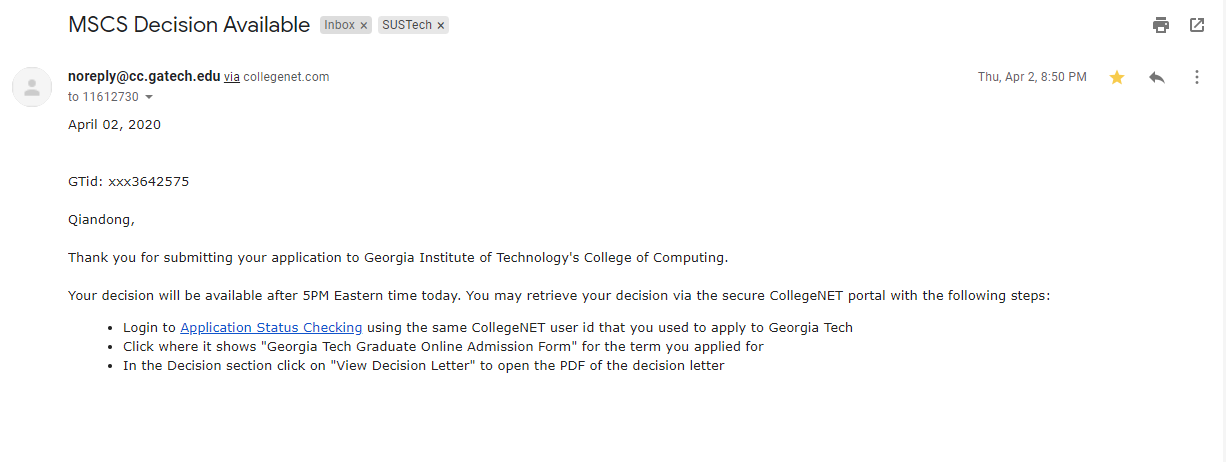 MSCS Decision Available Inbox × SUSTech ×
noreply@cc.gatech.edu via collegenet.com Thu, Apr 2, 8:50 PM
to 11612730
April 02, 2020
GTid: xxx3642575
Qiandong,
Thank you for submitting your application to Georgia Institute of Technology's College of Computing.
Your decision will be available after 5PM Eastern time today. You may retrieve your decision via the secure CollegeNET portal with the following steps:
• Login to Application Status Checking using the same CollegeNET user id that you used to apply to Georgia Tech
• Click where it shows "Georgia Tech Graduate Online Admission Form" for the term you applied for
• In the Decision section click on "View Decision Letter" to open the PDF of the decision letter